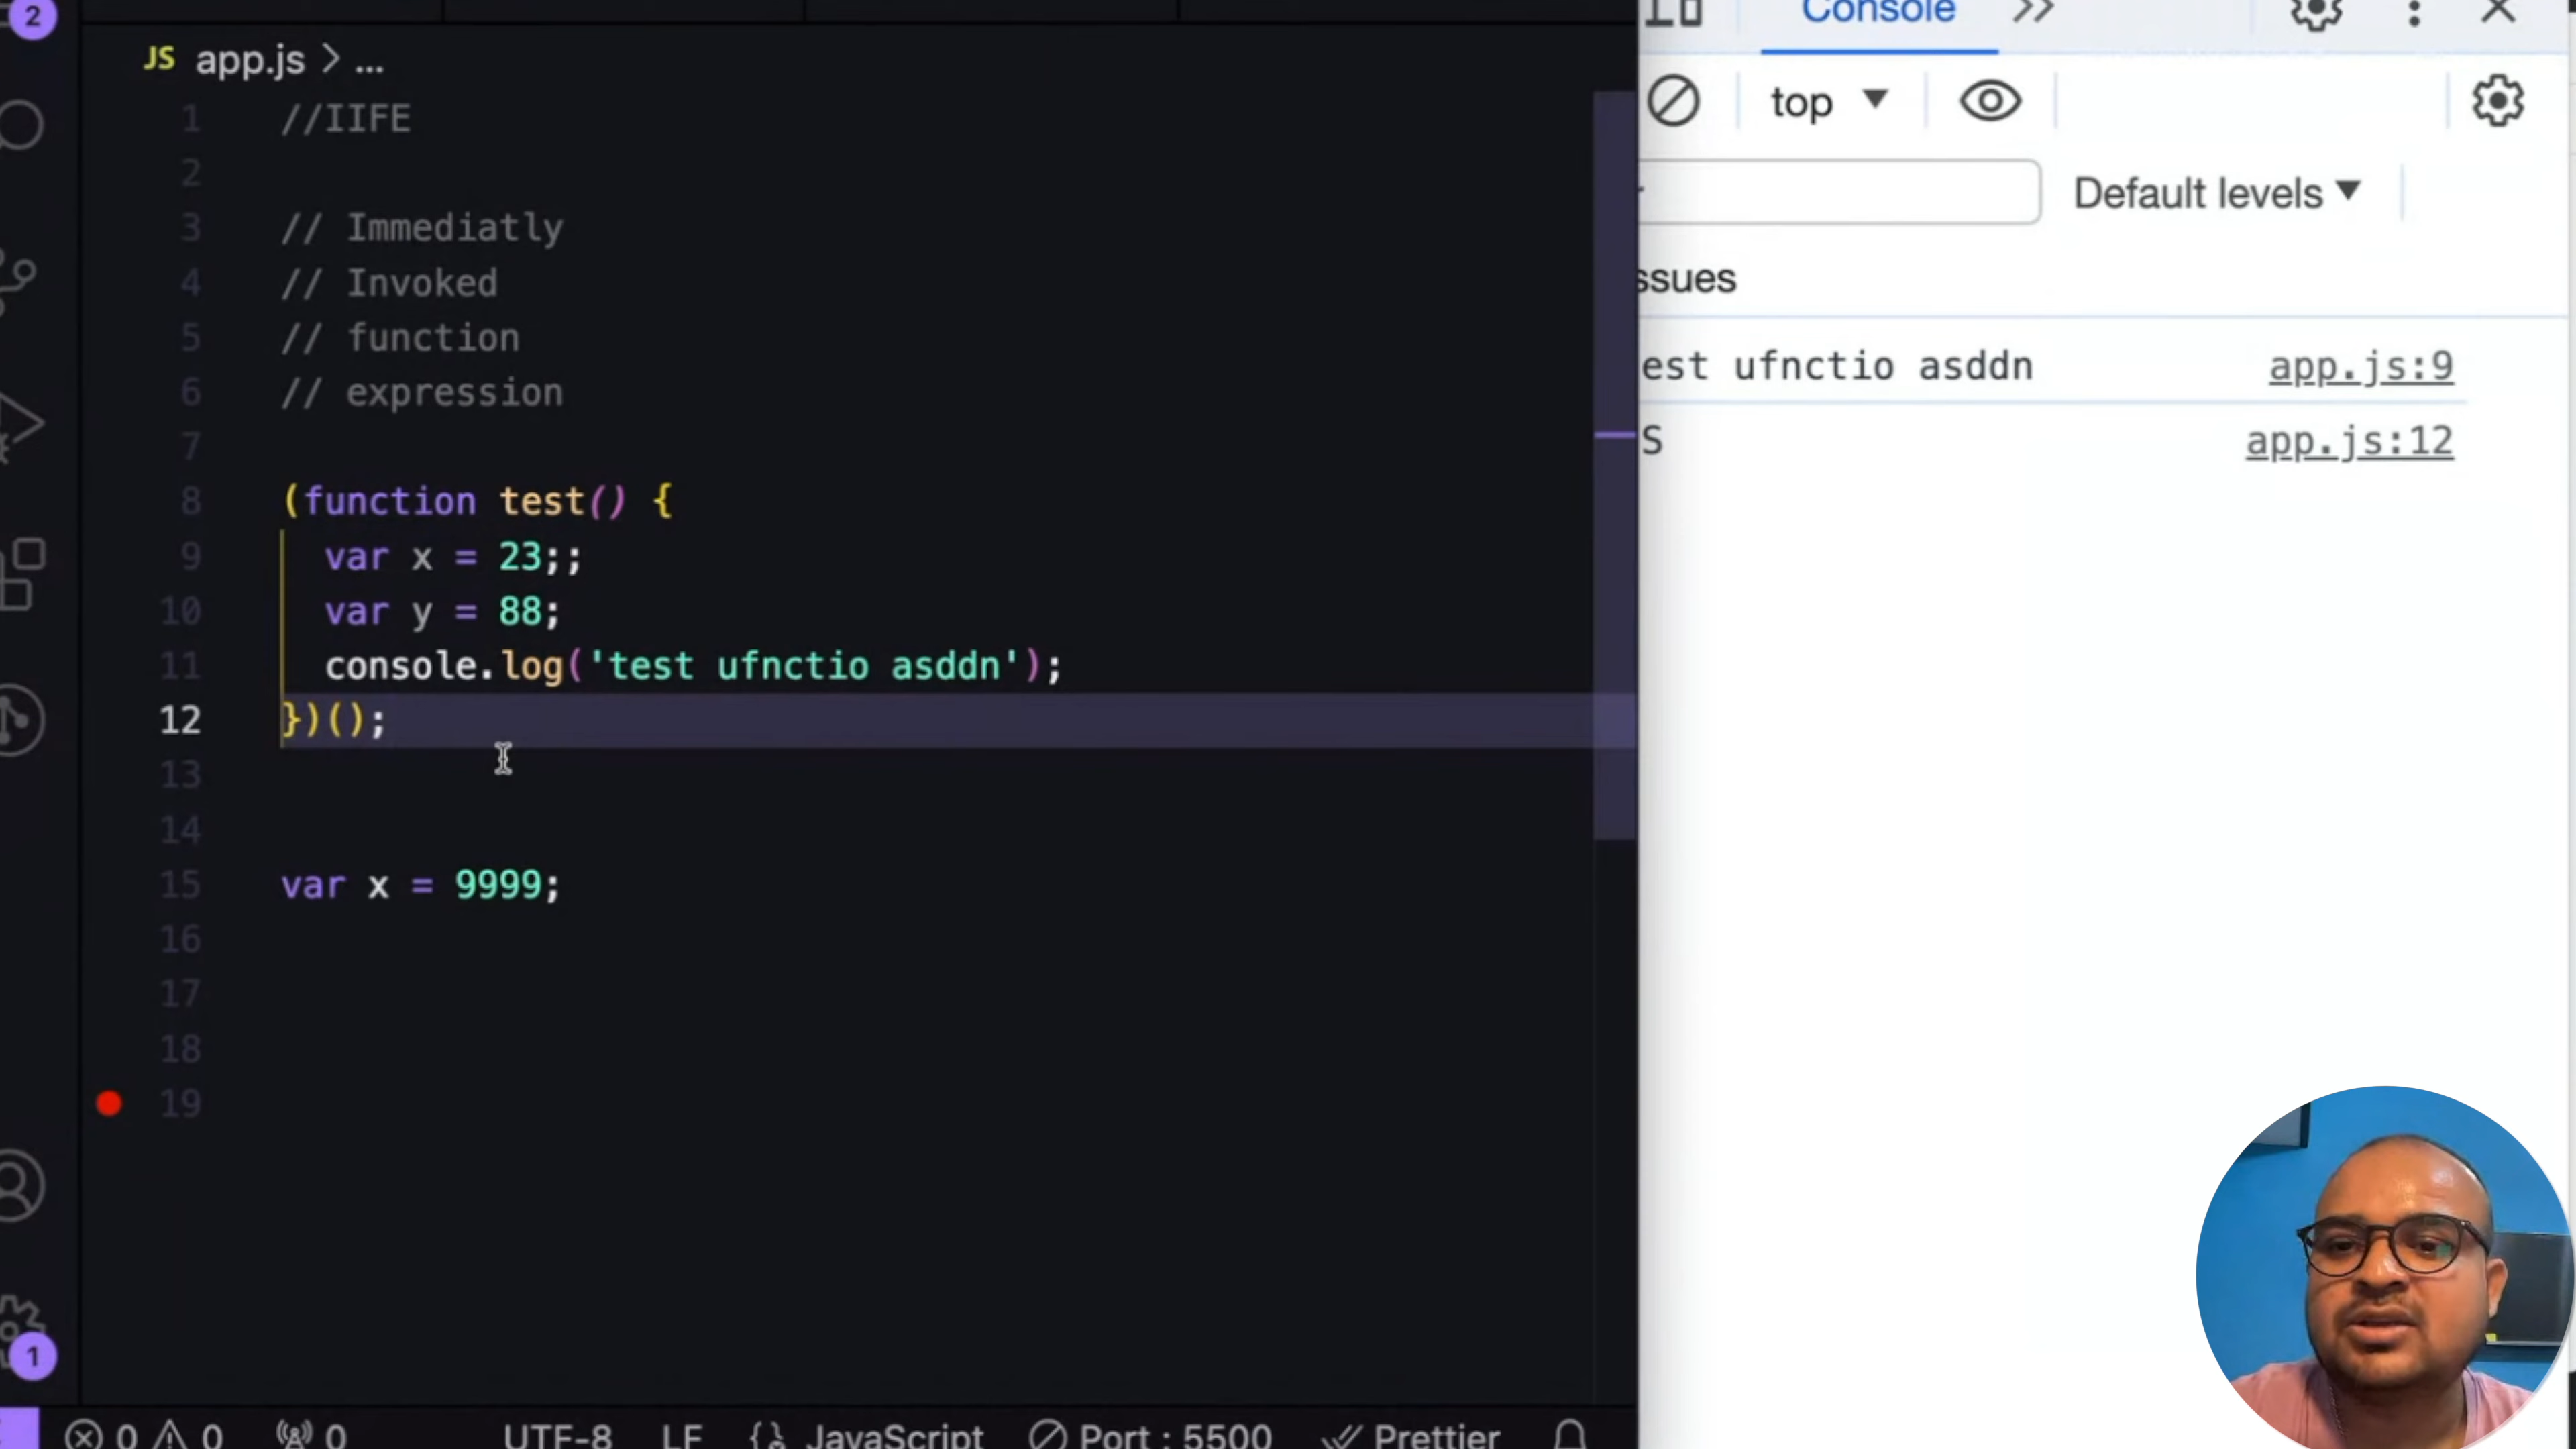 2
JS app.js > ...
1 //IIFE
2
3 // Immediatly
4 // Invoked
5 // function
6 // expression
7
8 (function test() {
9 var x = 23;;
10 var y = 88;
11 console.log('test ufnctio asddn');
12 })();
13
14
15 var x = 9999;
16
17
18
19
1
0 0 0 UTF-8 LF {} JavaScript Port : 5500 Prettier
Console >>
top
Default levels
ssues
est ufnctio asddn app.js:9
S app.js:12